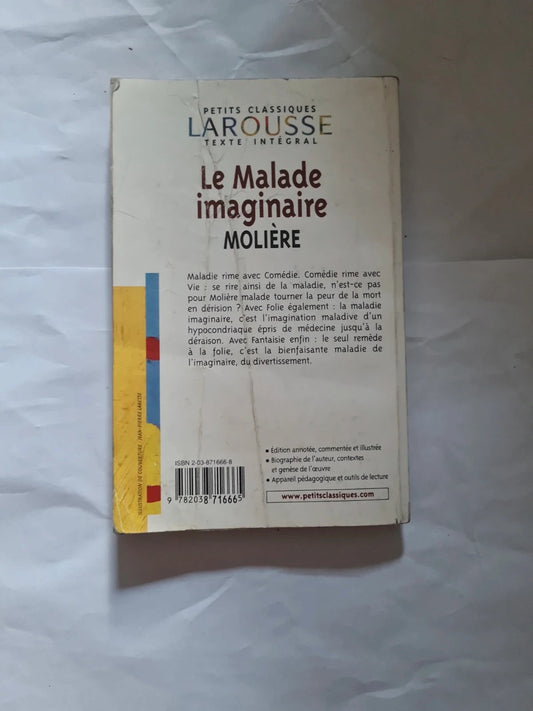 PETITS CLASSIQUES
LAROUSSE
TEXTE INTÉGRAL
Le Malade
imaginaire
MOLIÈRE
Maladie rime avec Comédie. Comédie rime avec
Vie : se rire ainsi de la maladie, n'est-ce pas
pour Molière malade tourner la peur de la mort
en dérision ? Avec Folie également : la maladie
imaginaire, c'est l'imagination maladive d'un
hypocondriaque épris de médecine jusqu'à la
déraison. Avec Fantaisie enfin : le seul remède
à la folie, c'est la bienfaisante maladie de
l'imaginaire, du divertissement.
ILLUSTRATION DE COUVERTURE : JEAN-PIERRE
ISBN 2-03-871666-8
9 782038 716665
▪ Édition annotée, commentée et illustrée
▪ Biographie de l'auteur, contextes
et genèse de l'œuvre
▪ Appareil pédagogique et outils de lecture
www.petitsclassiques.com